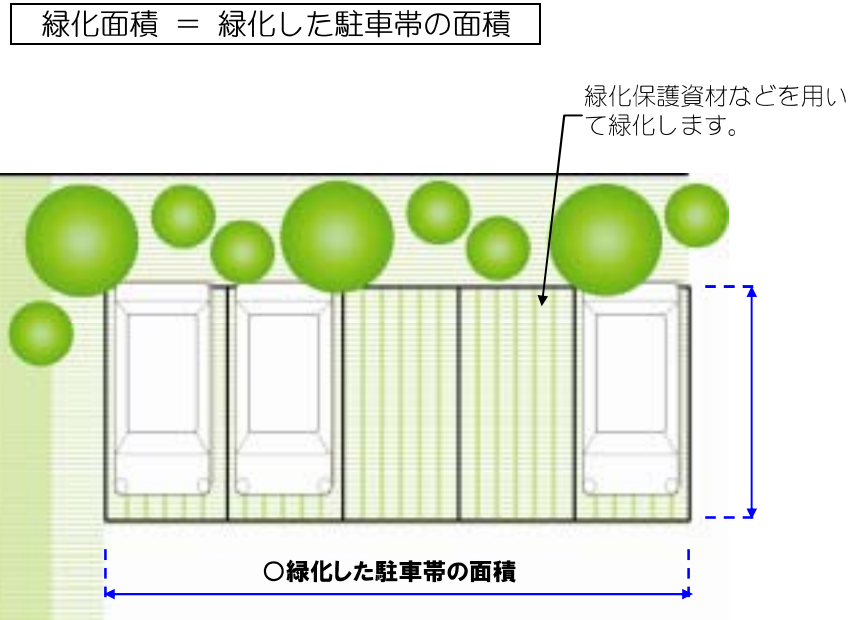 緑化面積 ＝ 緑化した駐車帯の面積
緑化保護資材などを用い
て緑化します。
○緑化した駐車帯の面積